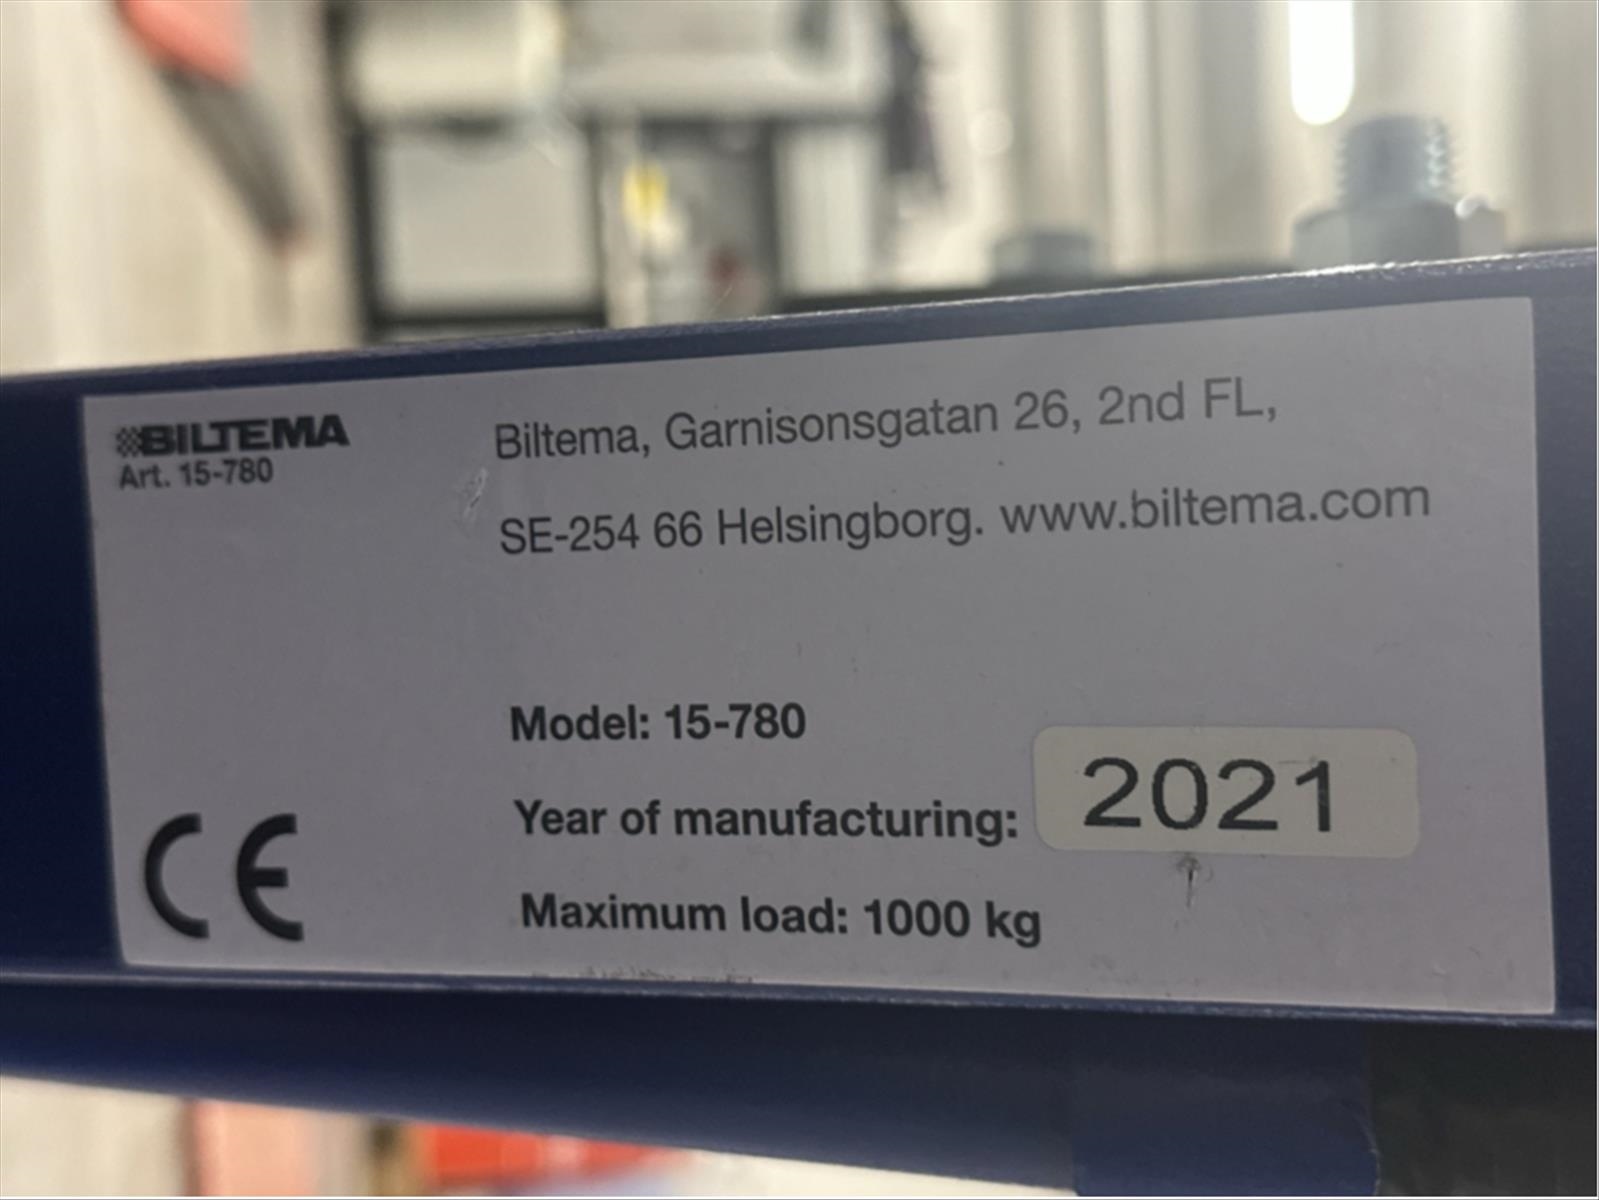 BILTEMA
Art. 15-780
Biltema, Garnisonsgatan 26, 2nd FL,
SE-254 66 Helsingborg. www.biltema.com
Model: 15-780
Year of manufacturing: 2021
Maximum load: 1000 kg
CE